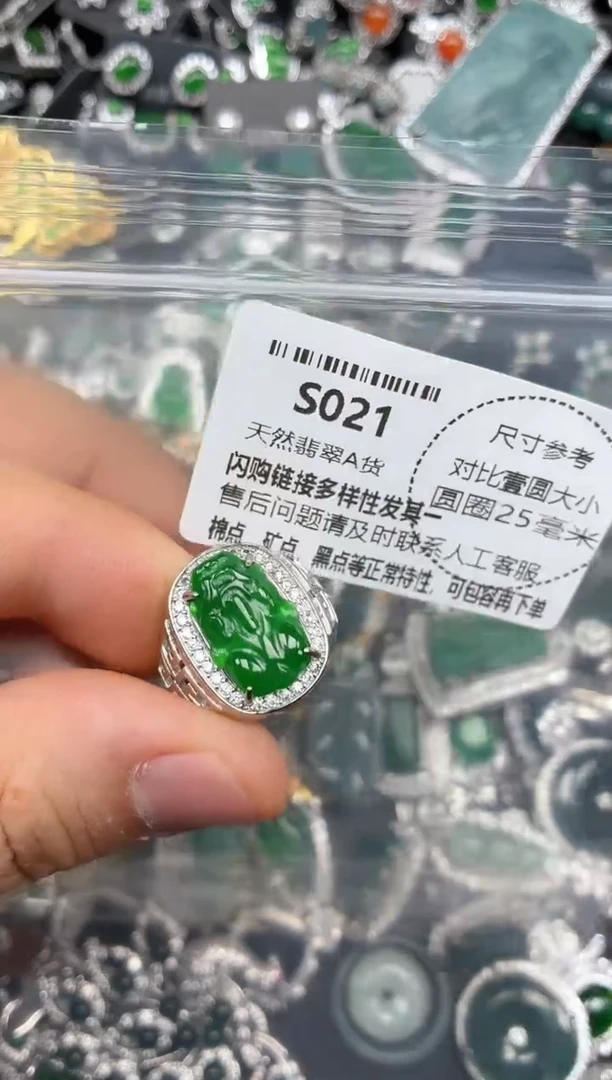 S021
天然翡翠A货
闪购链接多样性发其一
售后问题请及时联系人工客服
棉点、矿点、黑点等正常特性，可包容再下单
尺寸参考
对比壹圆大小
圆圈25毫米